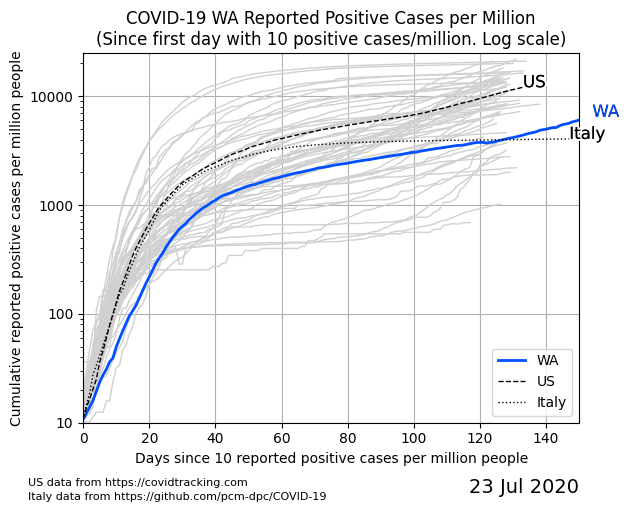 COVID-19 WA Reported Positive Cases per Million
(Since first day with 10 positive cases/million. Log scale)
Cumulative reported positive cases per million people
10000
1000
100
10
US
WA
Italy
WA
US
Italy
0 20 40 60 80 100 120 140
Days since 10 reported positive cases per million people
US data from https://covidtracking.com
Italy data from https://github.com/pcm-dpc/COVID-19
23 Jul 2020